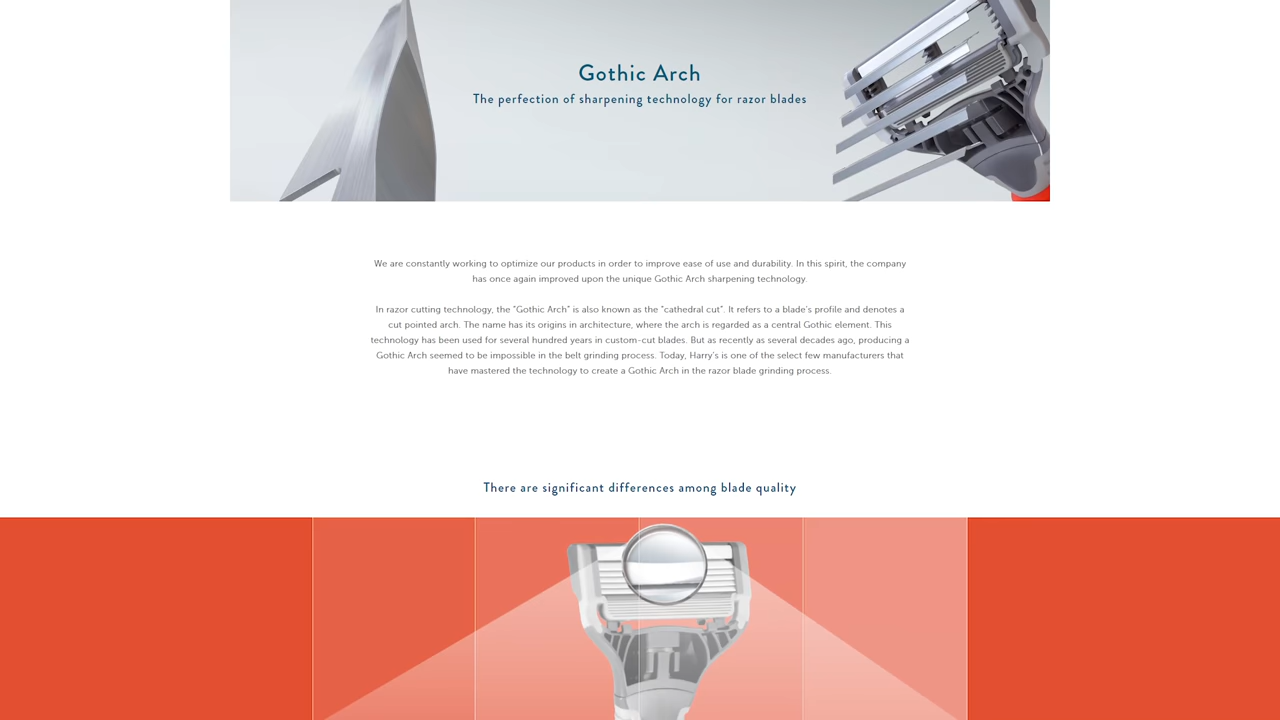 Gothic Arch
The perfection of sharpening technology for razor blades
We are constantly working to optimize our products in order to improve ease of use and durability. In this spirit, the company
has once again improved upon the unique Gothic Arch sharpening technology.
In razor cutting technology, the "Gothic Arch" is also known as the "cathedral cut". It refers to a blade's profile and denotes a
cut pointed arch. The name has its origins in architecture, where the arch is regarded as a central Gothic element. This
technology has been used for several hundred years in custom-cut blades. But as recently as several decades ago, producing a
Gothic Arch seemed to be impossible in the belt grinding process. Today, Harry's is one of the select few manufacturers that
have mastered the technology to create a Gothic Arch in the razor blade grinding process.
There are significant differences among blade quality